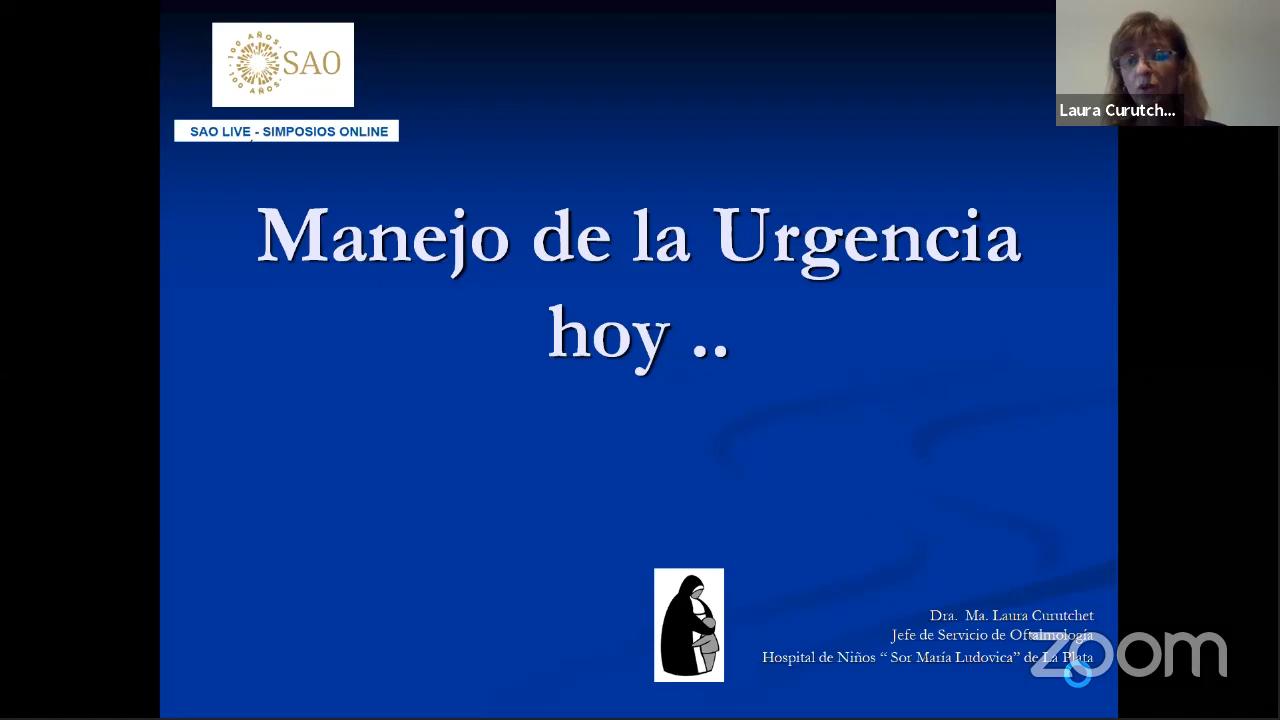 100 AÑOS
SAO
100 AÑOS
SAO LIVE - SIMPOSIOS ONLINE
Laura Curutch...
Manejo de la Urgencia
hoy ..
Dra. Ma. Laura Curutchet
Jefe de Servicio de Oftalmología
Hospital de Niños “ Sor María Ludovica” de La Plata
zoom